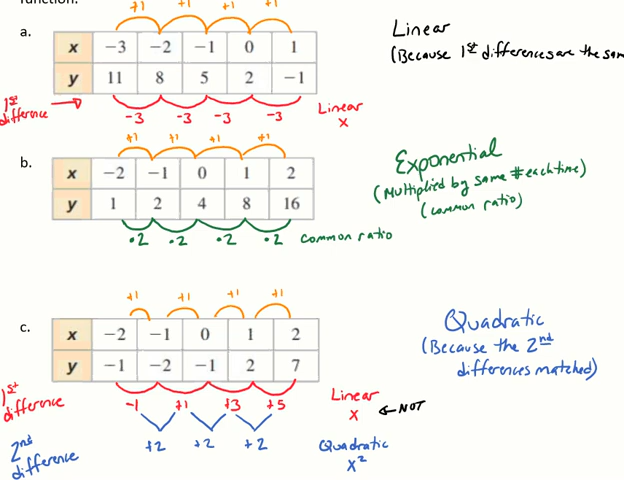 function.
+1 +1 +1 +1
a.
x −3 −2 −1 0 1
y 11 8 5 2 −1
1st difference
-3 -3 -3 -3
Linear
x
Linear
(Because 1st differences are the same
b.
+1 +1 +1 +1
x −2 −1 0 1 2
y 1 2 4 8 16
•2 •2 •2 •2 common ratio
Exponential
(Multiplied by same # each time)
(common ratio)
c.
+1 +1 +1 +1
x −2 −1 0 1 2
y −1 −2 −1 2 7
1st
difference
-1 +1 +3 +5
Linear
x ← NOT
2nd
difference
+2 +2 +2
Quadratic
x2
Quadratic
(Because the 2nd
differences matched)